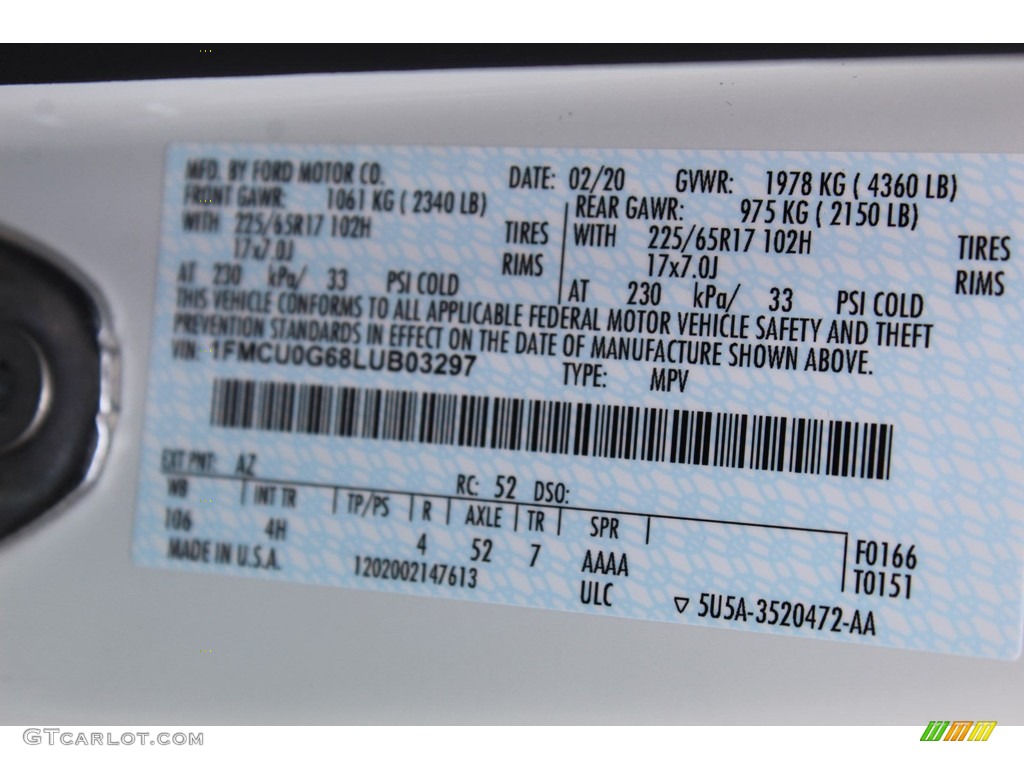 MFD. BY FORD MOTOR CO. DATE: 02/20 GVWR: 1978 KG ( 4360 LB)
FRONT GAWR: 1061 KG ( 2340 LB) REAR GAWR: 975 KG ( 2150 LB)
WITH 225/65R17 102H TIRES WITH 225/65R17 102H TIRES
17x7.0J RIMS 17x7.0J RIMS
AT 230 kPa/ 33 PSI COLD AT 230 kPa/ 33 PSI COLD
THIS VEHICLE CONFORMS TO ALL APPLICABLE FEDERAL MOTOR VEHICLE SAFETY AND THEFT
PREVENTION STANDARDS IN EFFECT ON THE DATE OF MANUFACTURE SHOWN ABOVE.
VIN: 1FMCU0G68LUB03297 TYPE: MPV
EXT PNT: AZ RC: 52 DSO:
WB INT TR TP/PS R AXLE TR SPR
106 4H 4 52 7 AAAA F0166
T0151
MADE IN U.S.A. 1202002147613 ULC ▽ 5U5A-3520472-AA
GTCARLOT.COM